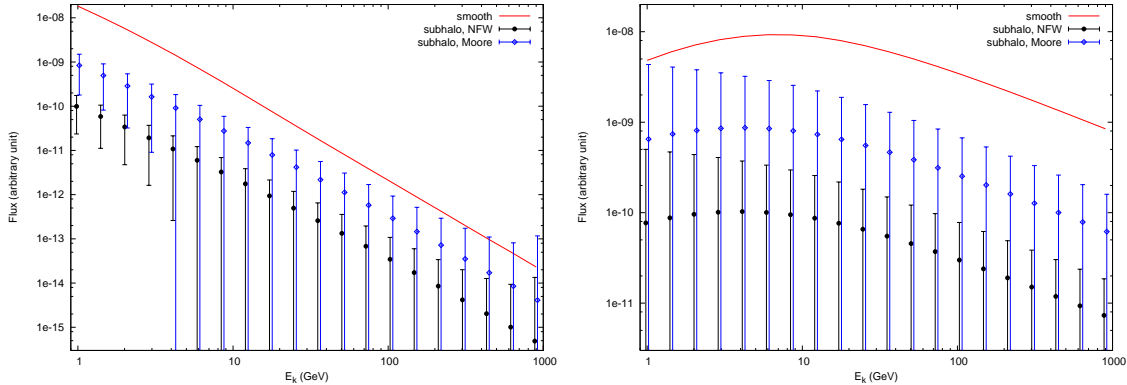 1e-08
1e-09
1e-10
1e-11
1e-12
1e-13
1e-14
1e-15
Flux (arbitrary unit)
1
10
100
1000
E_k (GeV)
smooth
subhalo, NFW
subhalo, Moore
1e-08
1e-09
1e-10
1e-11
Flux (arbitrary unit)
1
10
100
1000
E_k (GeV)
smooth
subhalo, NFW
subhalo, Moore